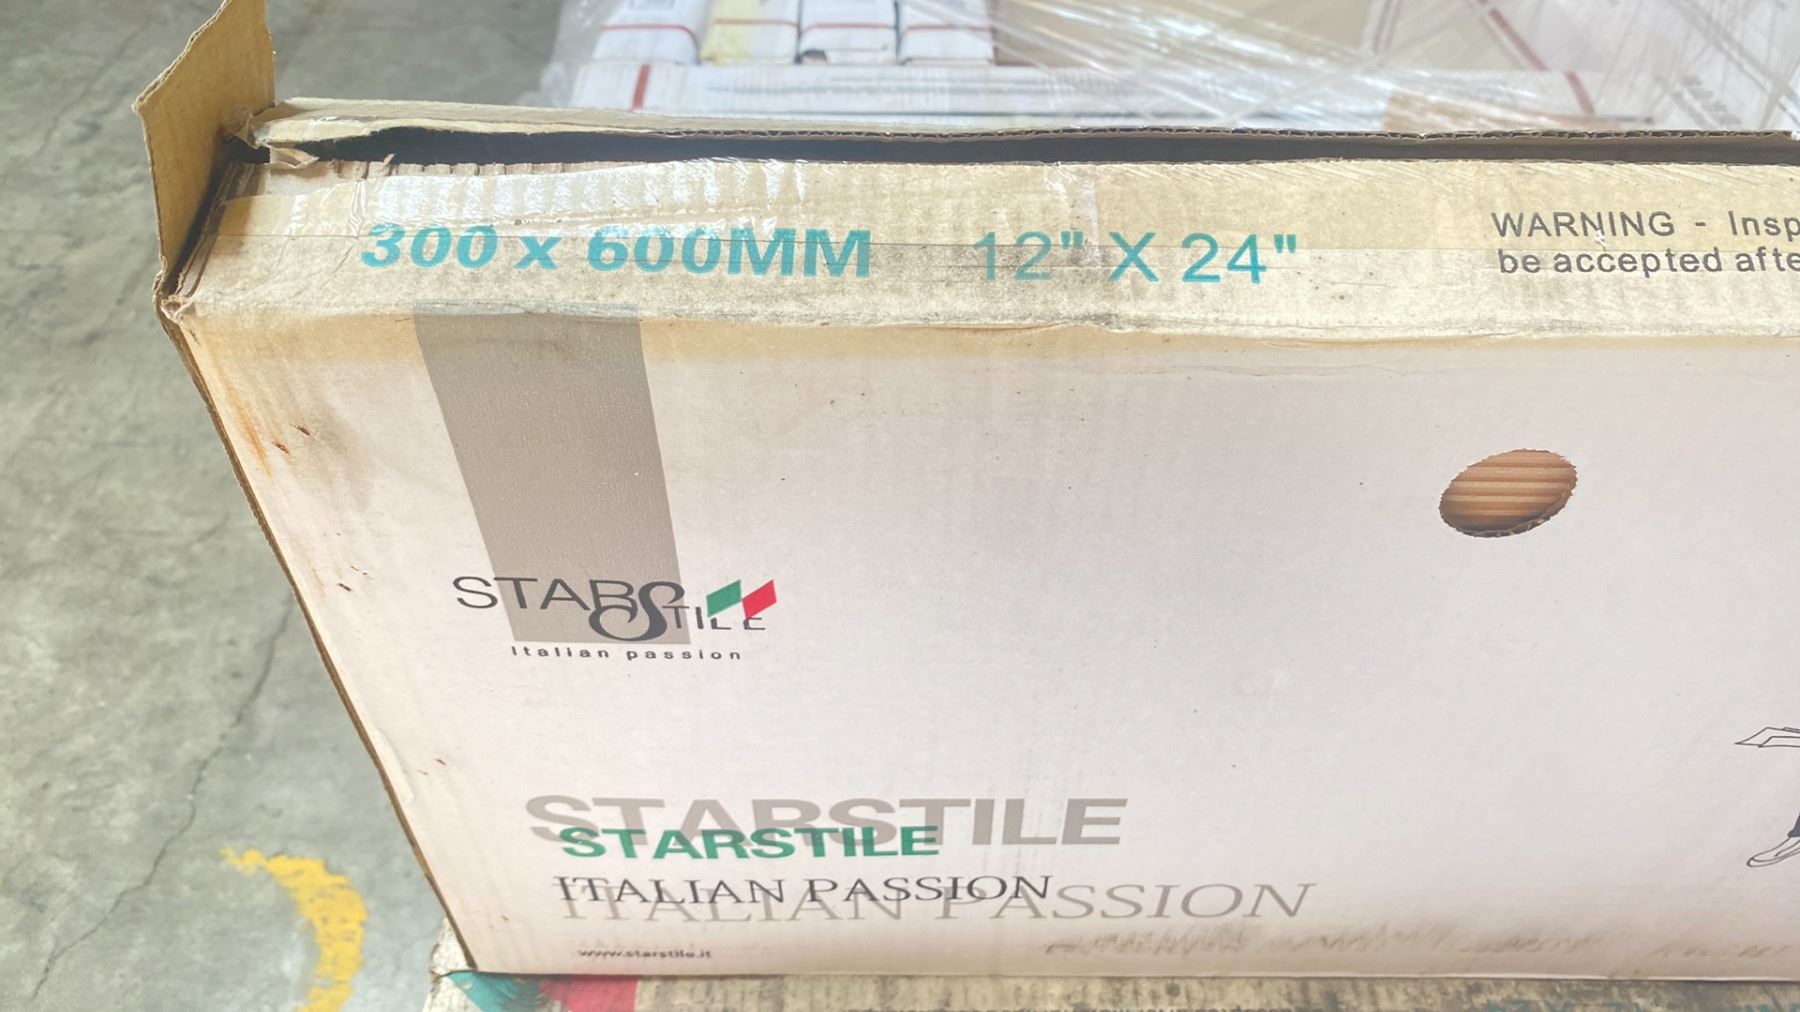 300 x 600MM 12" X 24"
WARNING - Insp
be accepted afte
STARSTILE
Italian passion
STARSTILE
STARSTILE
ITALIAN PASSION
ITALIAN PASSION
www.starstile.it